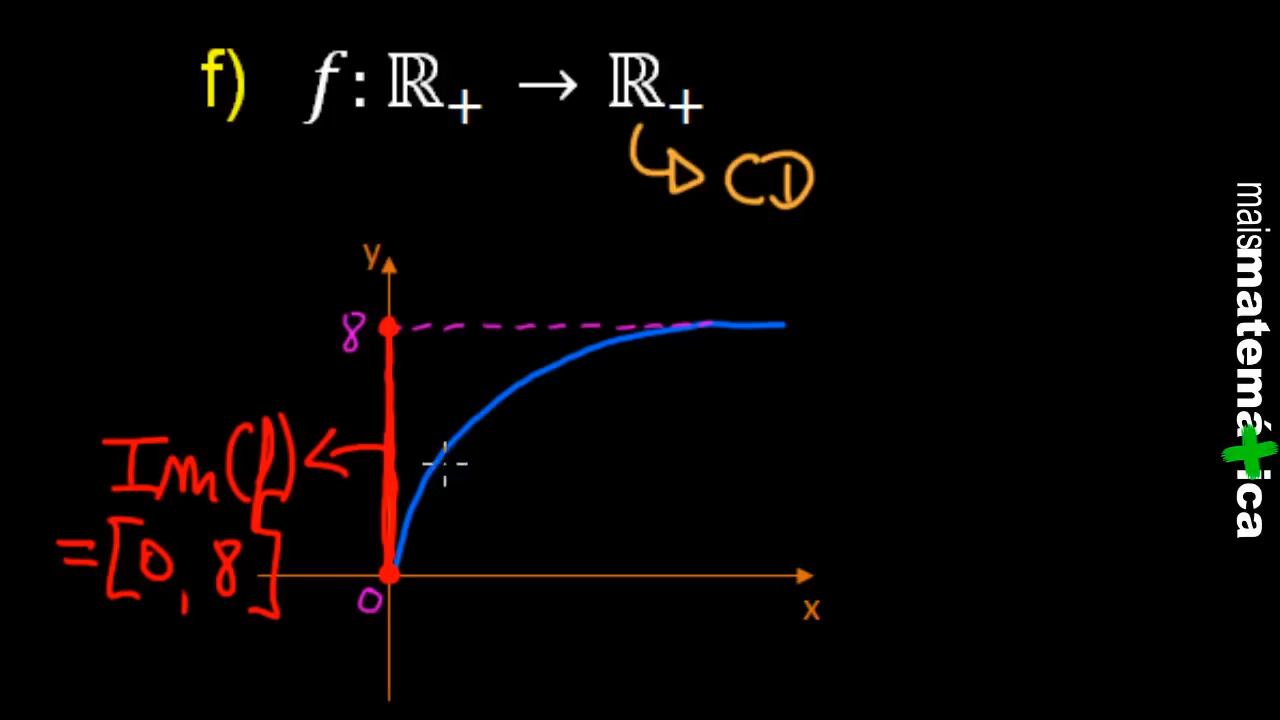 f) f: ℝ₊ → ℝ₊
CD
y
8
Im(f)
= [0, 8]
0
x
maismatemática